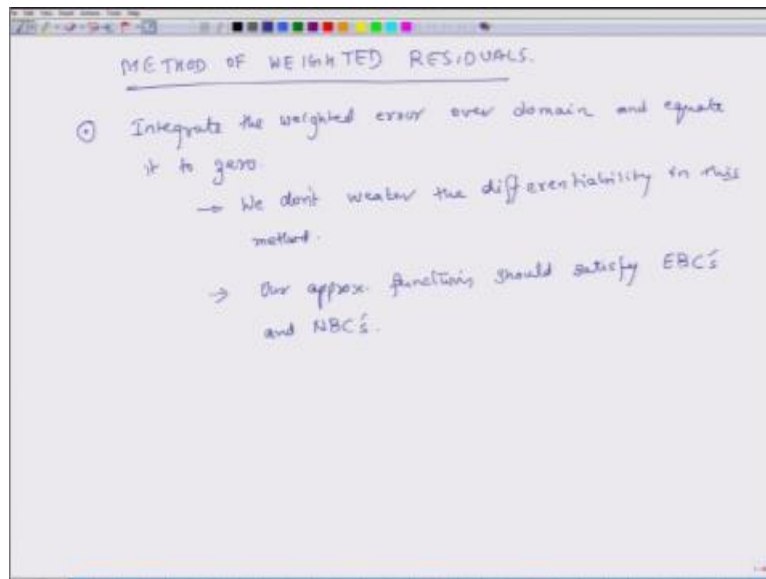 METHOD OF WEIGHTED RESIDUALS.
⊙ Integrate the weighted error over domain and equate
it to zero.
→ We don't weaken the differentiability in this
method.
→ Our approx. functions should satisfy EBC's
and NBC's.